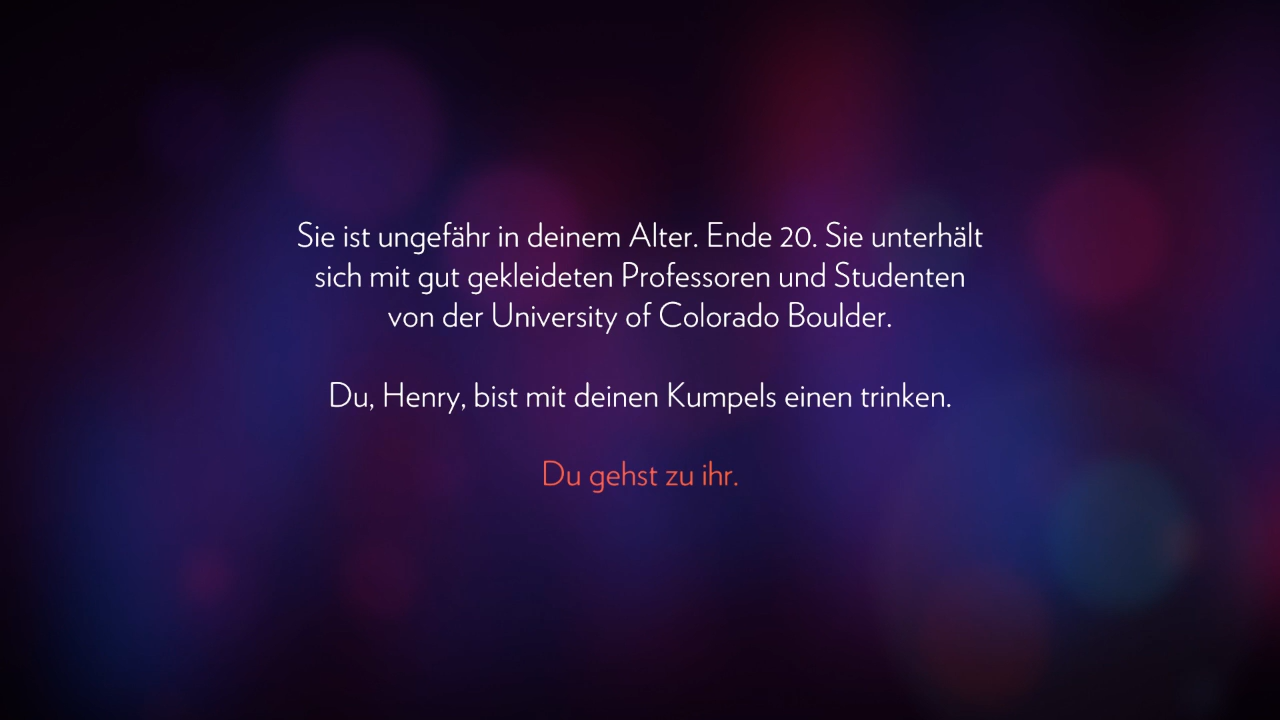 Sie ist ungefähr in deinem Alter. Ende 20. Sie unterhält
sich mit gut gekleideten Professoren und Studenten
von der University of Colorado Boulder.
Du, Henry, bist mit deinen Kumpels einen trinken.
Du gehst zu ihr.